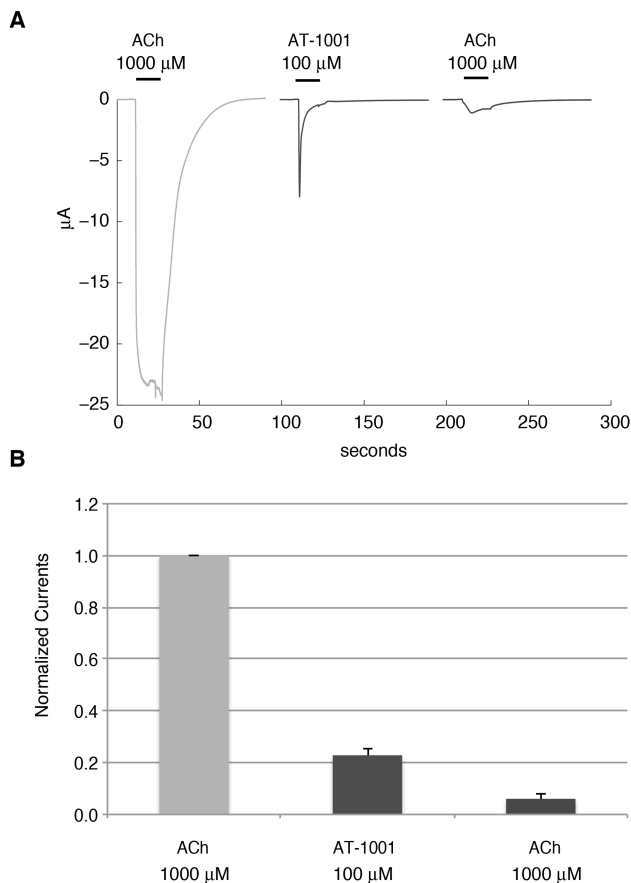 A
ACh
1000 μM
AT-1001
100 μM
ACh
1000 μM
0
−5
−10
−15
−20
−25
μA
0
50
100
150
200
250
300
seconds
B
1.2
1.0
0.8
0.6
0.4
0.2
0.0
Normalized Currents
ACh
1000 μM
AT-1001
100 μM
ACh
1000 μM